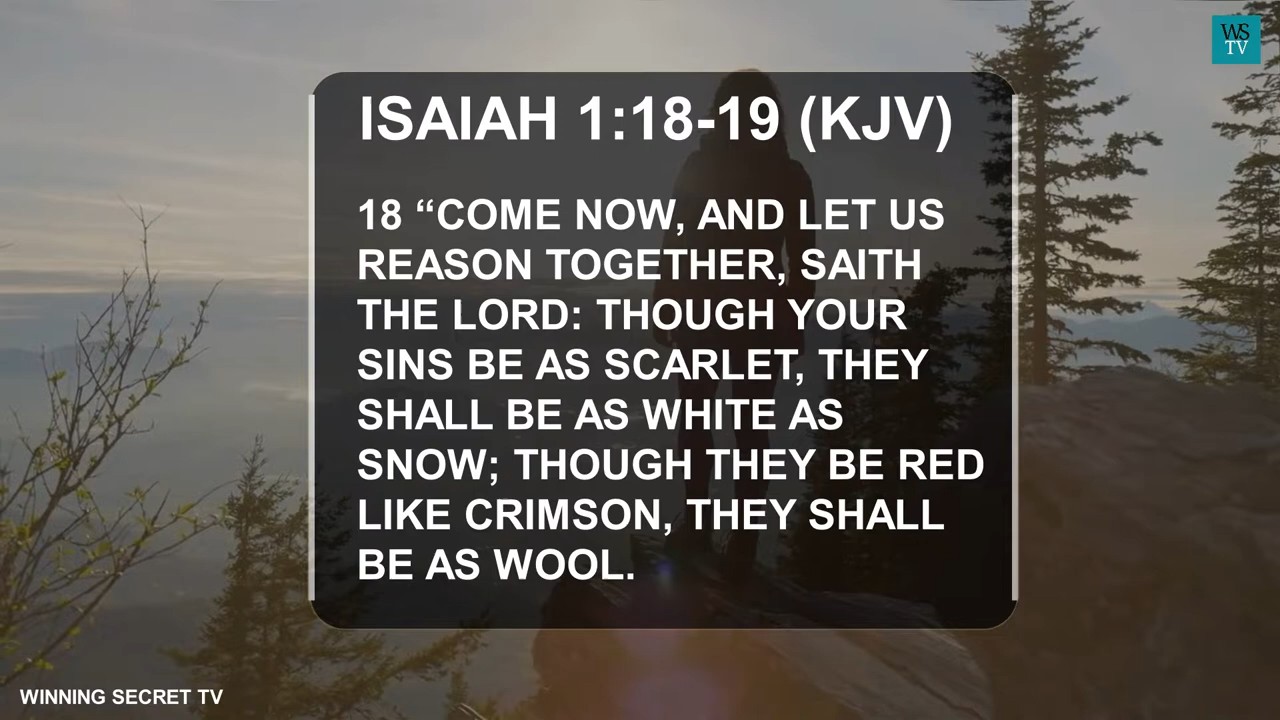 WS
TV
ISAIAH 1:18-19 (KJV)
18 “COME NOW, AND LET US
REASON TOGETHER, SAITH
THE LORD: THOUGH YOUR
SINS BE AS SCARLET, THEY
SHALL BE AS WHITE AS
SNOW; THOUGH THEY BE RED
LIKE CRIMSON, THEY SHALL
BE AS WOOL.
WINNING SECRET TV